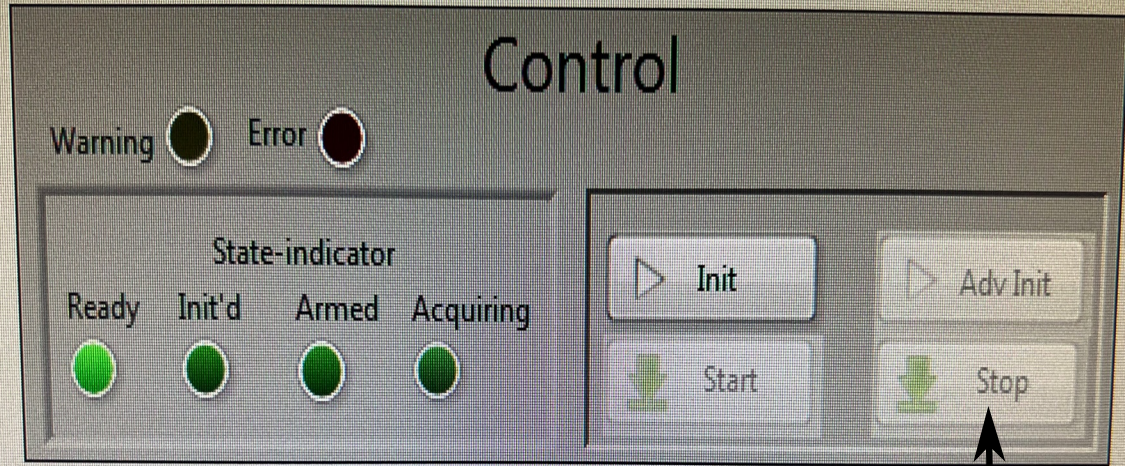 Control
Warning Error
State-indicator
Ready Init'd Armed Acquiring
Init Adv Init
Start Stop